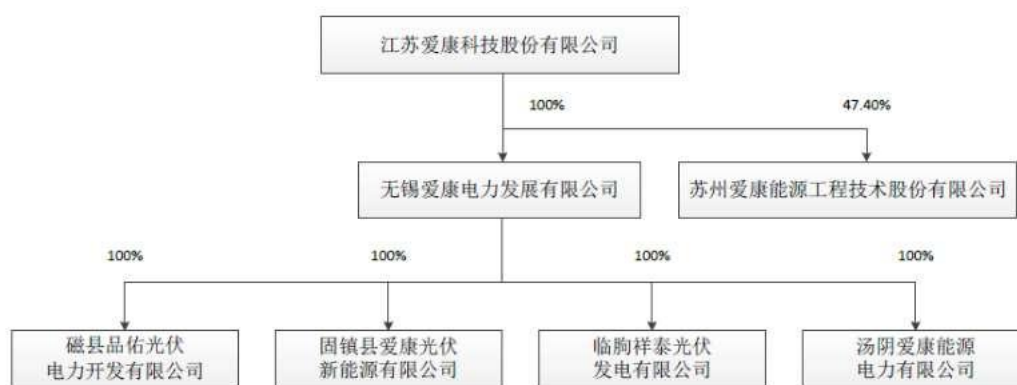 江苏爱康科技股份有限公司
100%
47.40%
无锡爱康电力发展有限公司
苏州爱康能源工程技术股份有限公司
100%
100%
100%
100%
磁县品佑光伏
电力开发有限公司
固镇县爱康光伏
新能源有限公司
临朐祥泰光伏
发电有限公司
汤阴爱康能源
电力有限公司